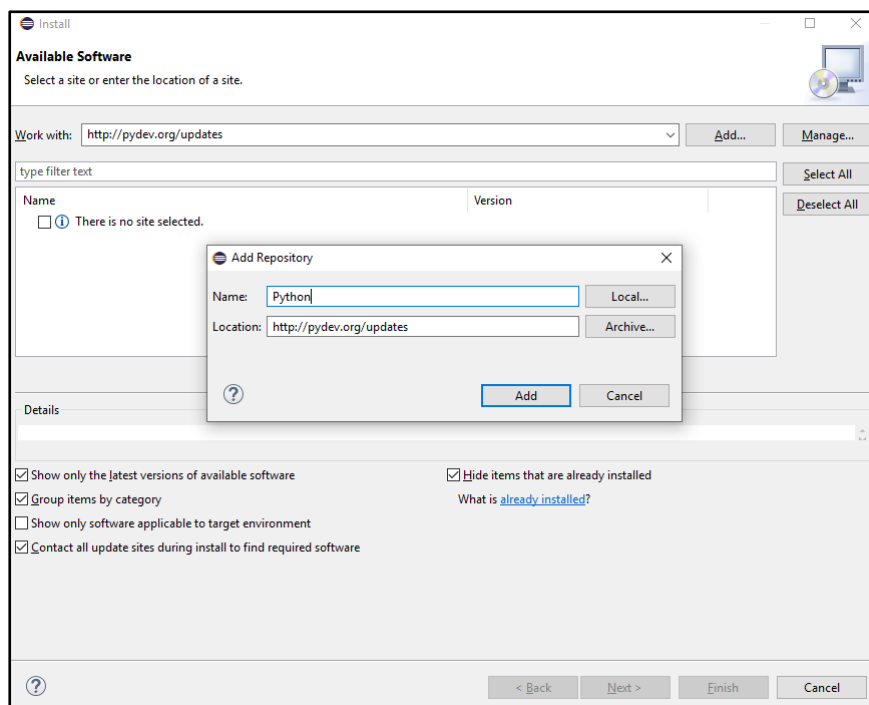 Install
Available Software
Select a site or enter the location of a site.
Work with: http://pydev.org/updates Add... Manage...
type filter text Select All
Name Version Deselect All
There is no site selected.
Add Repository
Name: Python Local...
Location: http://pydev.org/updates Archive...
Add Cancel
Details
Show only the latest versions of available software Hide items that are already installed
Group items by category What is already installed?
Show only software applicable to target environment
Contact all update sites during install to find required software
< Back Next > Finish Cancel